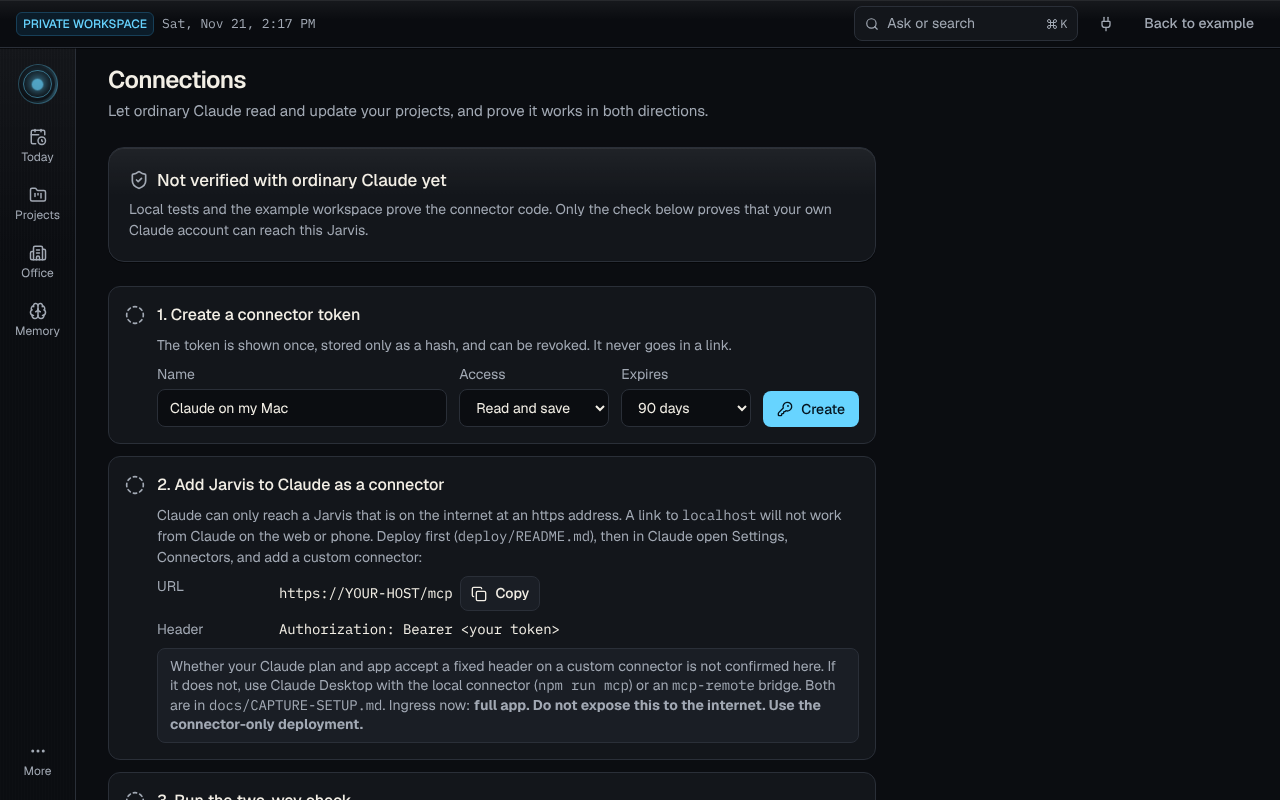 PRIVATE WORKSPACE Sat, Nov 21, 2:17 PM Ask or search ⌘K Back to example
Today
Projects
Office
Memory
More
Connections
Let ordinary Claude read and update your projects, and prove it works in both directions.
Not verified with ordinary Claude yet
Local tests and the example workspace prove the connector code. Only the check below proves that your own
Claude account can reach this Jarvis.
1. Create a connector token
The token is shown once, stored only as a hash, and can be revoked. It never goes in a link.
Name Access Expires
Claude on my Mac Read and save 90 days Create
2. Add Jarvis to Claude as a connector
Claude can only reach a Jarvis that is on the internet at an https address. A link to localhost will not work
from Claude on the web or phone. Deploy first (deploy/README.md), then in Claude open Settings,
Connectors, and add a custom connector:
URL https://YOUR-HOST/mcp Copy
Header Authorization: Bearer <your token>
Whether your Claude plan and app accept a fixed header on a custom connector is not confirmed here. If
it does not, use Claude Desktop with the local connector (npm run mcp) or an mcp-remote bridge. Both
are in docs/CAPTURE-SETUP.md. Ingress now: full app. Do not expose this to the internet. Use the
connector-only deployment.
3. Run the two-way check